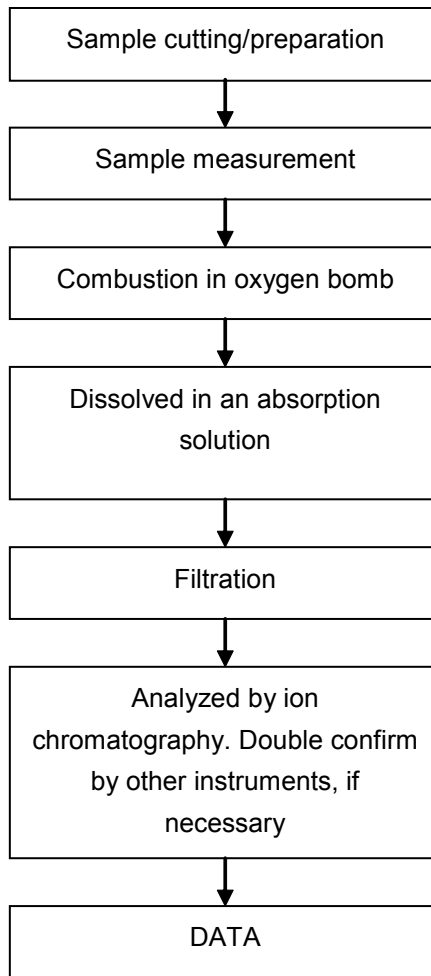 Sample cutting/preparation
Sample measurement
Combustion in oxygen bomb
Dissolved in an absorption
solution
Filtration
Analyzed by ion
chromatography. Double confirm
by other instruments, if
necessary
DATA